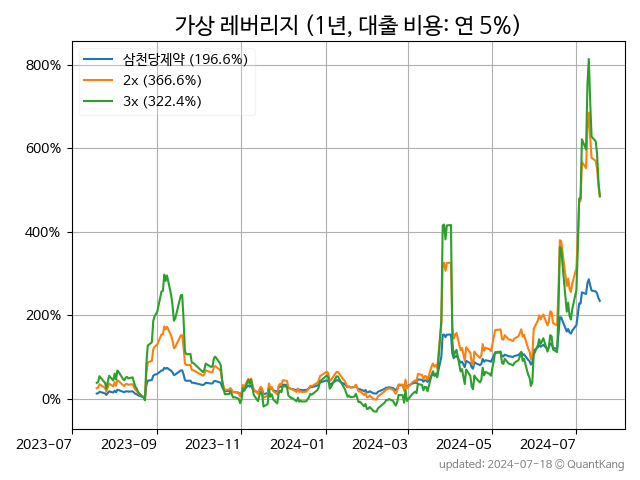 가상 레버리지 (1년, 대출 비용: 연 5%)
삼천당제약 (196.6%)
2x (366.6%)
3x (322.4%)
800%
600%
400%
200%
0%
2023-07 2023-09 2023-11 2024-01 2024-03 2024-05 2024-07
updated: 2024-07-18 © QuantKang